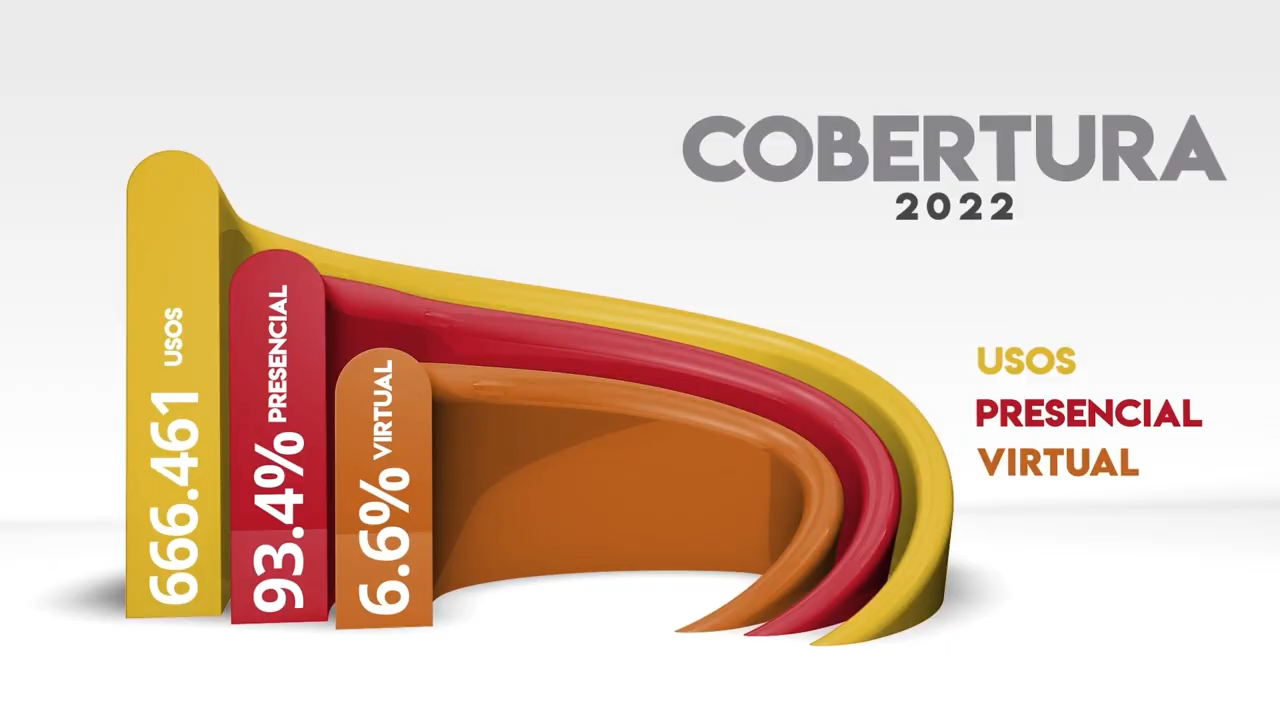 COBERTURA
2022
666.461 USOS
93.4% PRESENCIAL
6.6% VIRTUAL
USOS
PRESENCIAL
VIRTUAL